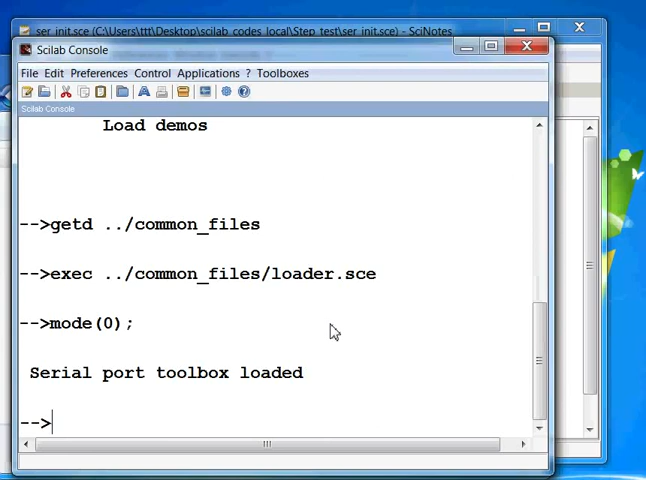 ser_init.sce (C:\Users\ttt\Desktop\scilab_codes_local\Step_test\ser_init.sce) - SciNotes
Scilab Console
File Edit Preferences Control Applications ? Toolboxes
Scilab Console
Load demos
-->getd ../common_files
-->exec ../common_files/loader.sce
-->mode(0);
Serial port toolbox loaded
-->